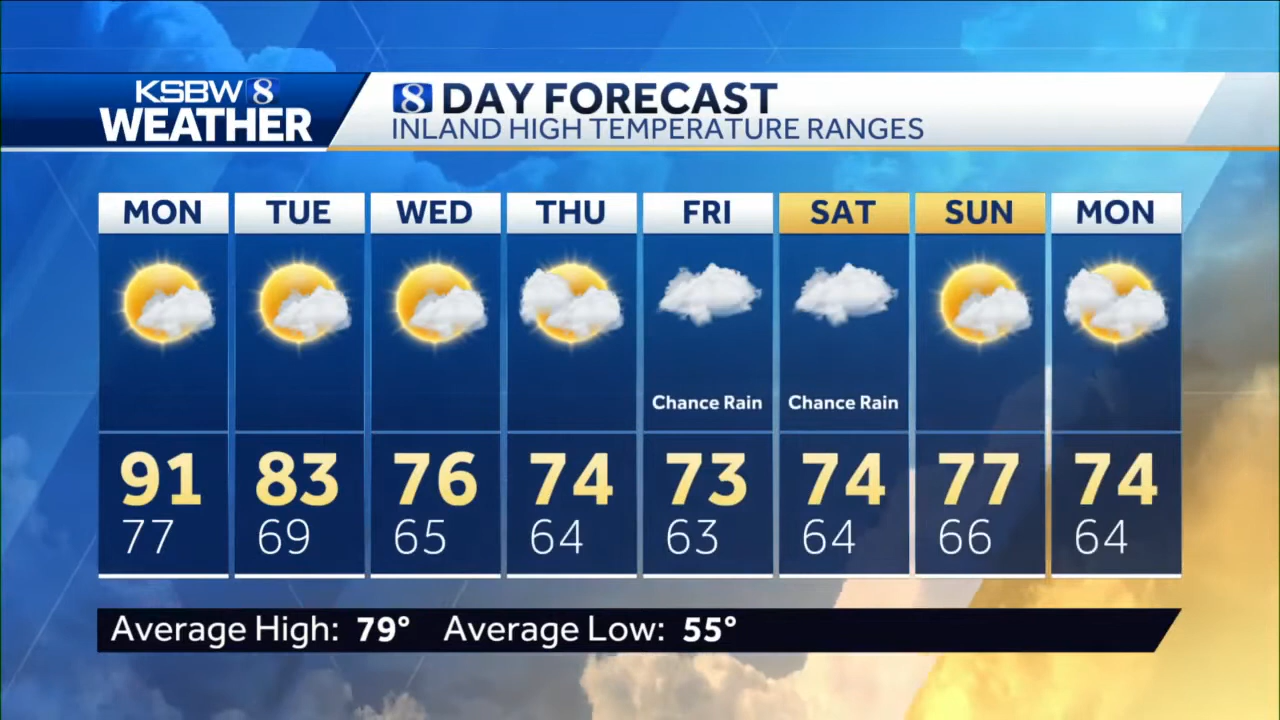 KSBW 8
WEATHER
8 DAY FORECAST
INLAND HIGH TEMPERATURE RANGES
MON TUE WED THU FRI SAT SUN MON
Chance Rain Chance Rain
91 83 76 74 73 74 77 74
77 69 65 64 63 64 66 64
Average High: 79° Average Low: 55°